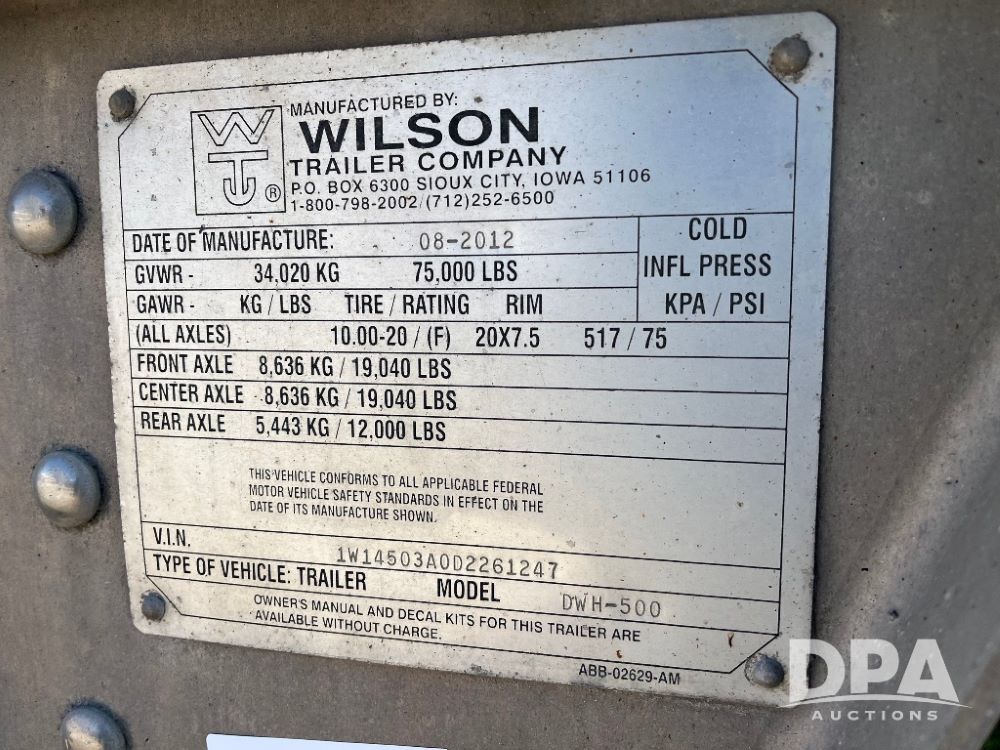 WTJ ®
MANUFACTURED BY:
WILSON
TRAILER COMPANY
P.O. BOX 6300 SIOUX CITY, IOWA 51106
1-800-798-2002/(712)252-6500
DATE OF MANUFACTURE: 08-2012 COLD
GVWR - 34,020 KG 75,000 LBS INFL PRESS
GAWR - KG / LBS TIRE / RATING RIM KPA / PSI
(ALL AXLES) 10.00-20 / (F) 20X7.5 517 / 75
FRONT AXLE 8,636 KG / 19,040 LBS
CENTER AXLE 8,636 KG / 19,040 LBS
REAR AXLE 5,443 KG / 12,000 LBS
THIS VEHICLE CONFORMS TO ALL APPLICABLE FEDERAL
MOTOR VEHICLE SAFETY STANDARDS IN EFFECT ON THE
DATE OF ITS MANUFACTURE SHOWN.
V.I.N. 1W14503A0D2261247
TYPE OF VEHICLE: TRAILER MODEL DWH-500
OWNER'S MANUAL AND DECAL KITS FOR THIS TRAILER ARE
AVAILABLE WITHOUT CHARGE.
ABB-02629-AM
DPA
AUCTIONS